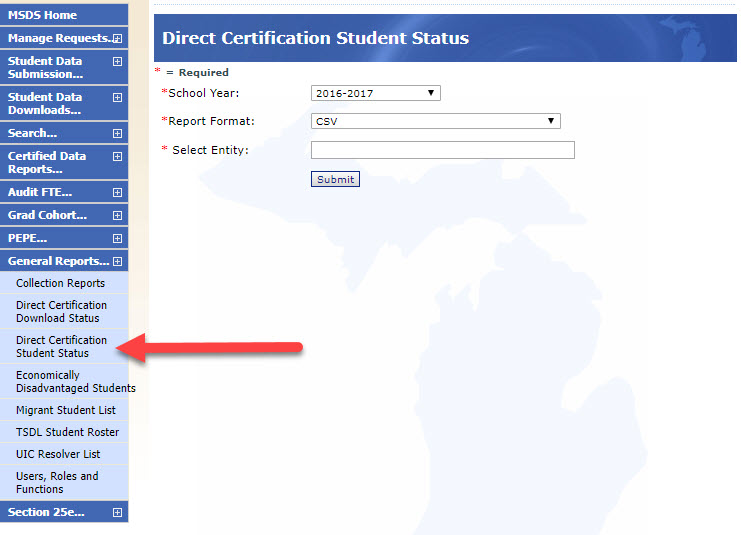 MSDS Home
Manage Requests...
Student Data
Submission...
Student Data
Downloads...
Search...
Certified Data
Reports...
Audit FTE...
Grad Cohort...
PEPE...
General Reports...
Collection Reports
Direct Certification
Download Status
Direct Certification
Student Status
Economically
Disadvantaged Students
Migrant Student List
TSDL Student Roster
UIC Resolver List
Users, Roles and
Functions
Section 25e...
Direct Certification Student Status
* = Required
*School Year: 2016-2017
*Report Format: CSV
* Select Entity:
Submit